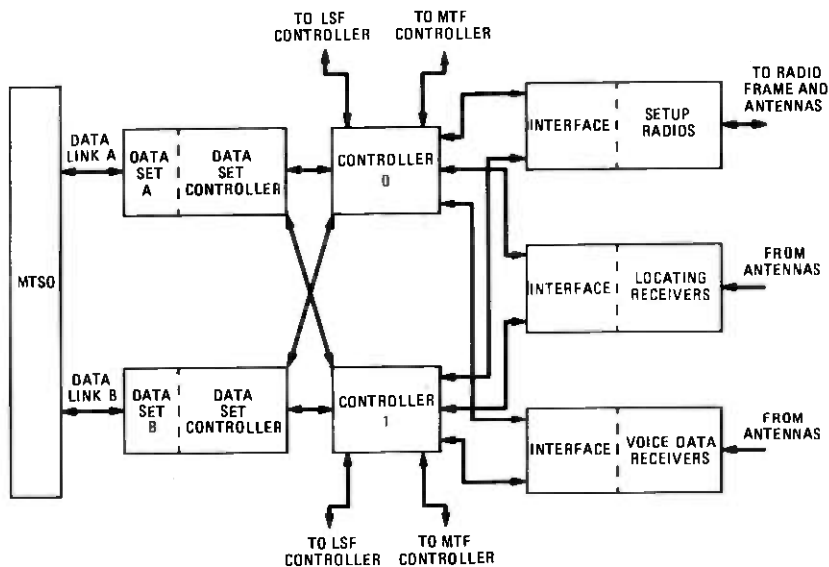 TO LSF
CONTROLLER
TO MTF
CONTROLLER
TO RADIO
FRAME AND
ANTENNAS
INTERFACE
SETUP
RADIOS
DATA
LINK A
DATA
SET
A
DATA
SET
CONTROLLER
CONTROLLER
0
MTSO
INTERFACE
LOCATING
RECEIVERS
FROM
ANTENNAS
DATA
LINK B
DATA
SET
B
DATA
SET
CONTROLLER
CONTROLLER
1
INTERFACE
VOICE DATA
RECEIVERS
FROM
ANTENNAS
TO LSF
CONTROLLER
TO MTF
CONTROLLER